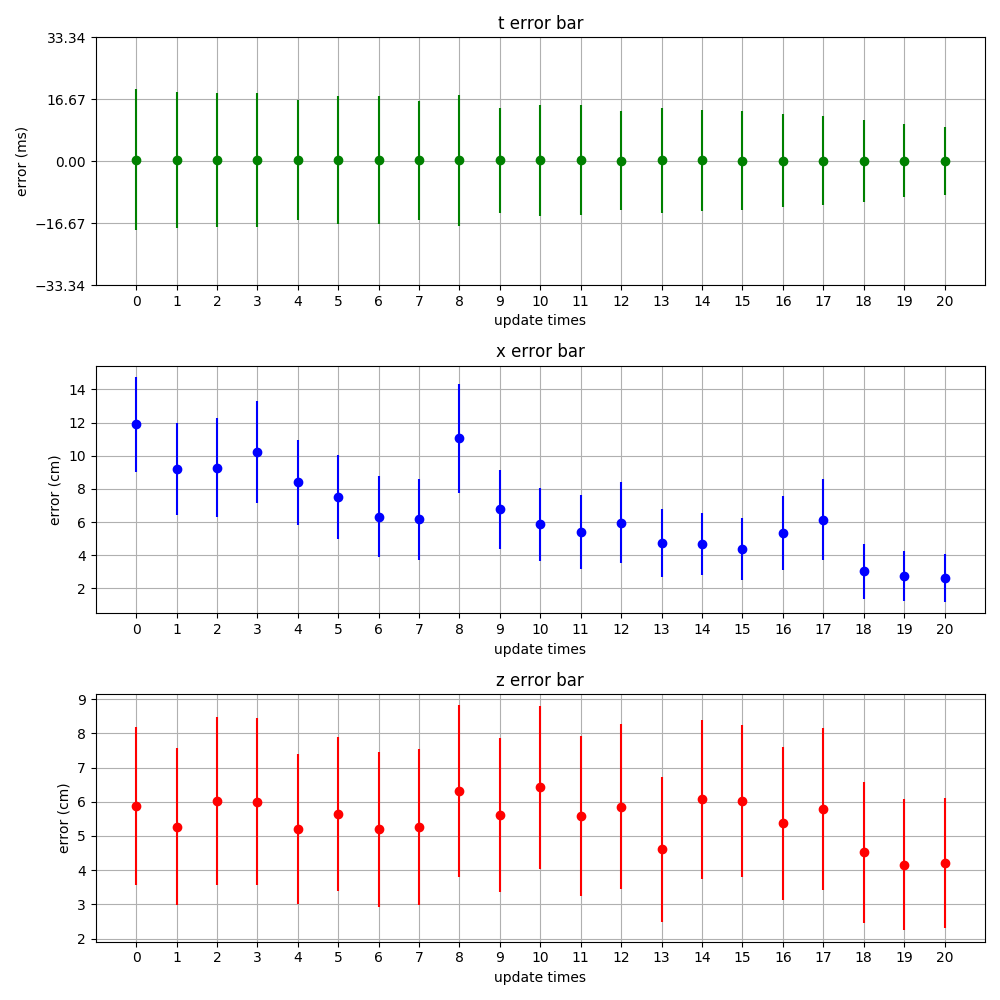 t error bar
33.34
16.67
0.00
−16.67
−33.34
error (ms)
0 1 2 3 4 5 6 7 8 9 10 11 12 13 14 15 16 17 18 19 20
update times
x error bar
14
12
10
8
6
4
2
error (cm)
0 1 2 3 4 5 6 7 8 9 10 11 12 13 14 15 16 17 18 19 20
update times
z error bar
9
8
7
6
5
4
3
2
error (cm)
0 1 2 3 4 5 6 7 8 9 10 11 12 13 14 15 16 17 18 19 20
update times